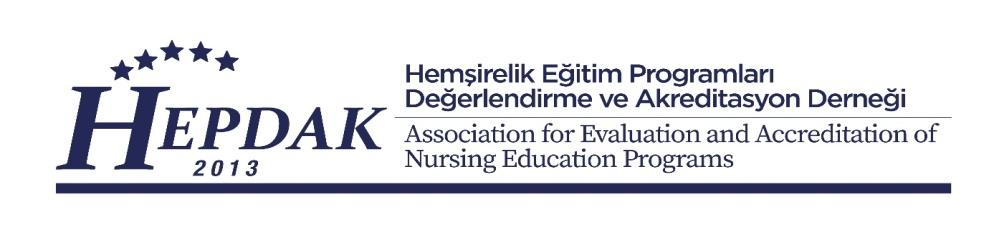 HEPDAK
2013
Hemşirelik Eğitim Programları
Değerlendirme ve Akreditasyon Derneği
Association for Evaluation and Accreditation of
Nursing Education Programs